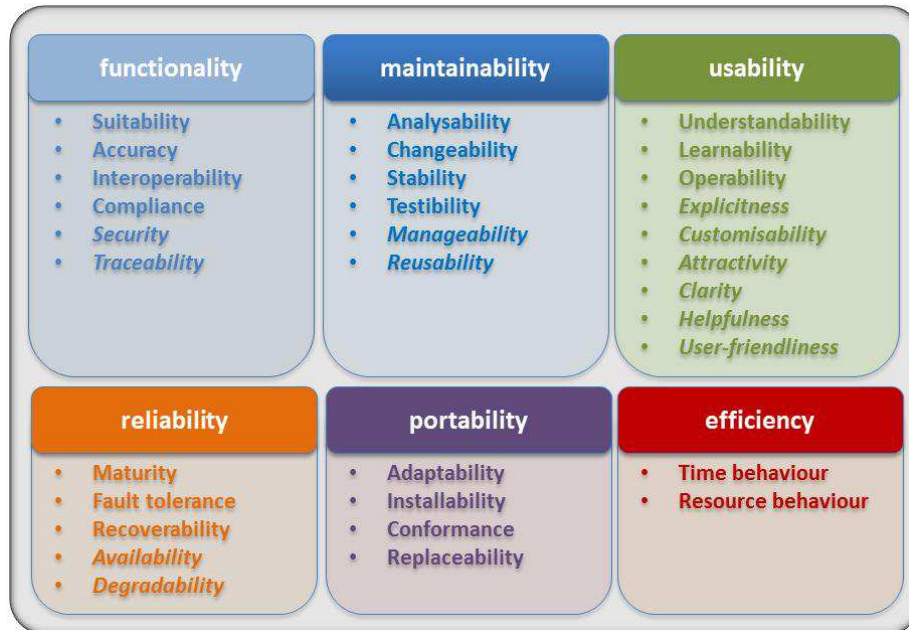 functionality
• Suitability
• Accuracy
• Interoperability
• Compliance
• Security
• Traceability
maintainability
• Analysability
• Changeability
• Stability
• Testibility
• Manageability
• Reusability
usability
• Understandability
• Learnability
• Operability
• Explicitness
• Customisability
• Attractivity
• Clarity
• Helpfulness
• User-friendliness
reliability
• Maturity
• Fault tolerance
• Recoverability
• Availability
• Degradability
portability
• Adaptability
• Installability
• Conformance
• Replaceability
efficiency
• Time behaviour
• Resource behaviour